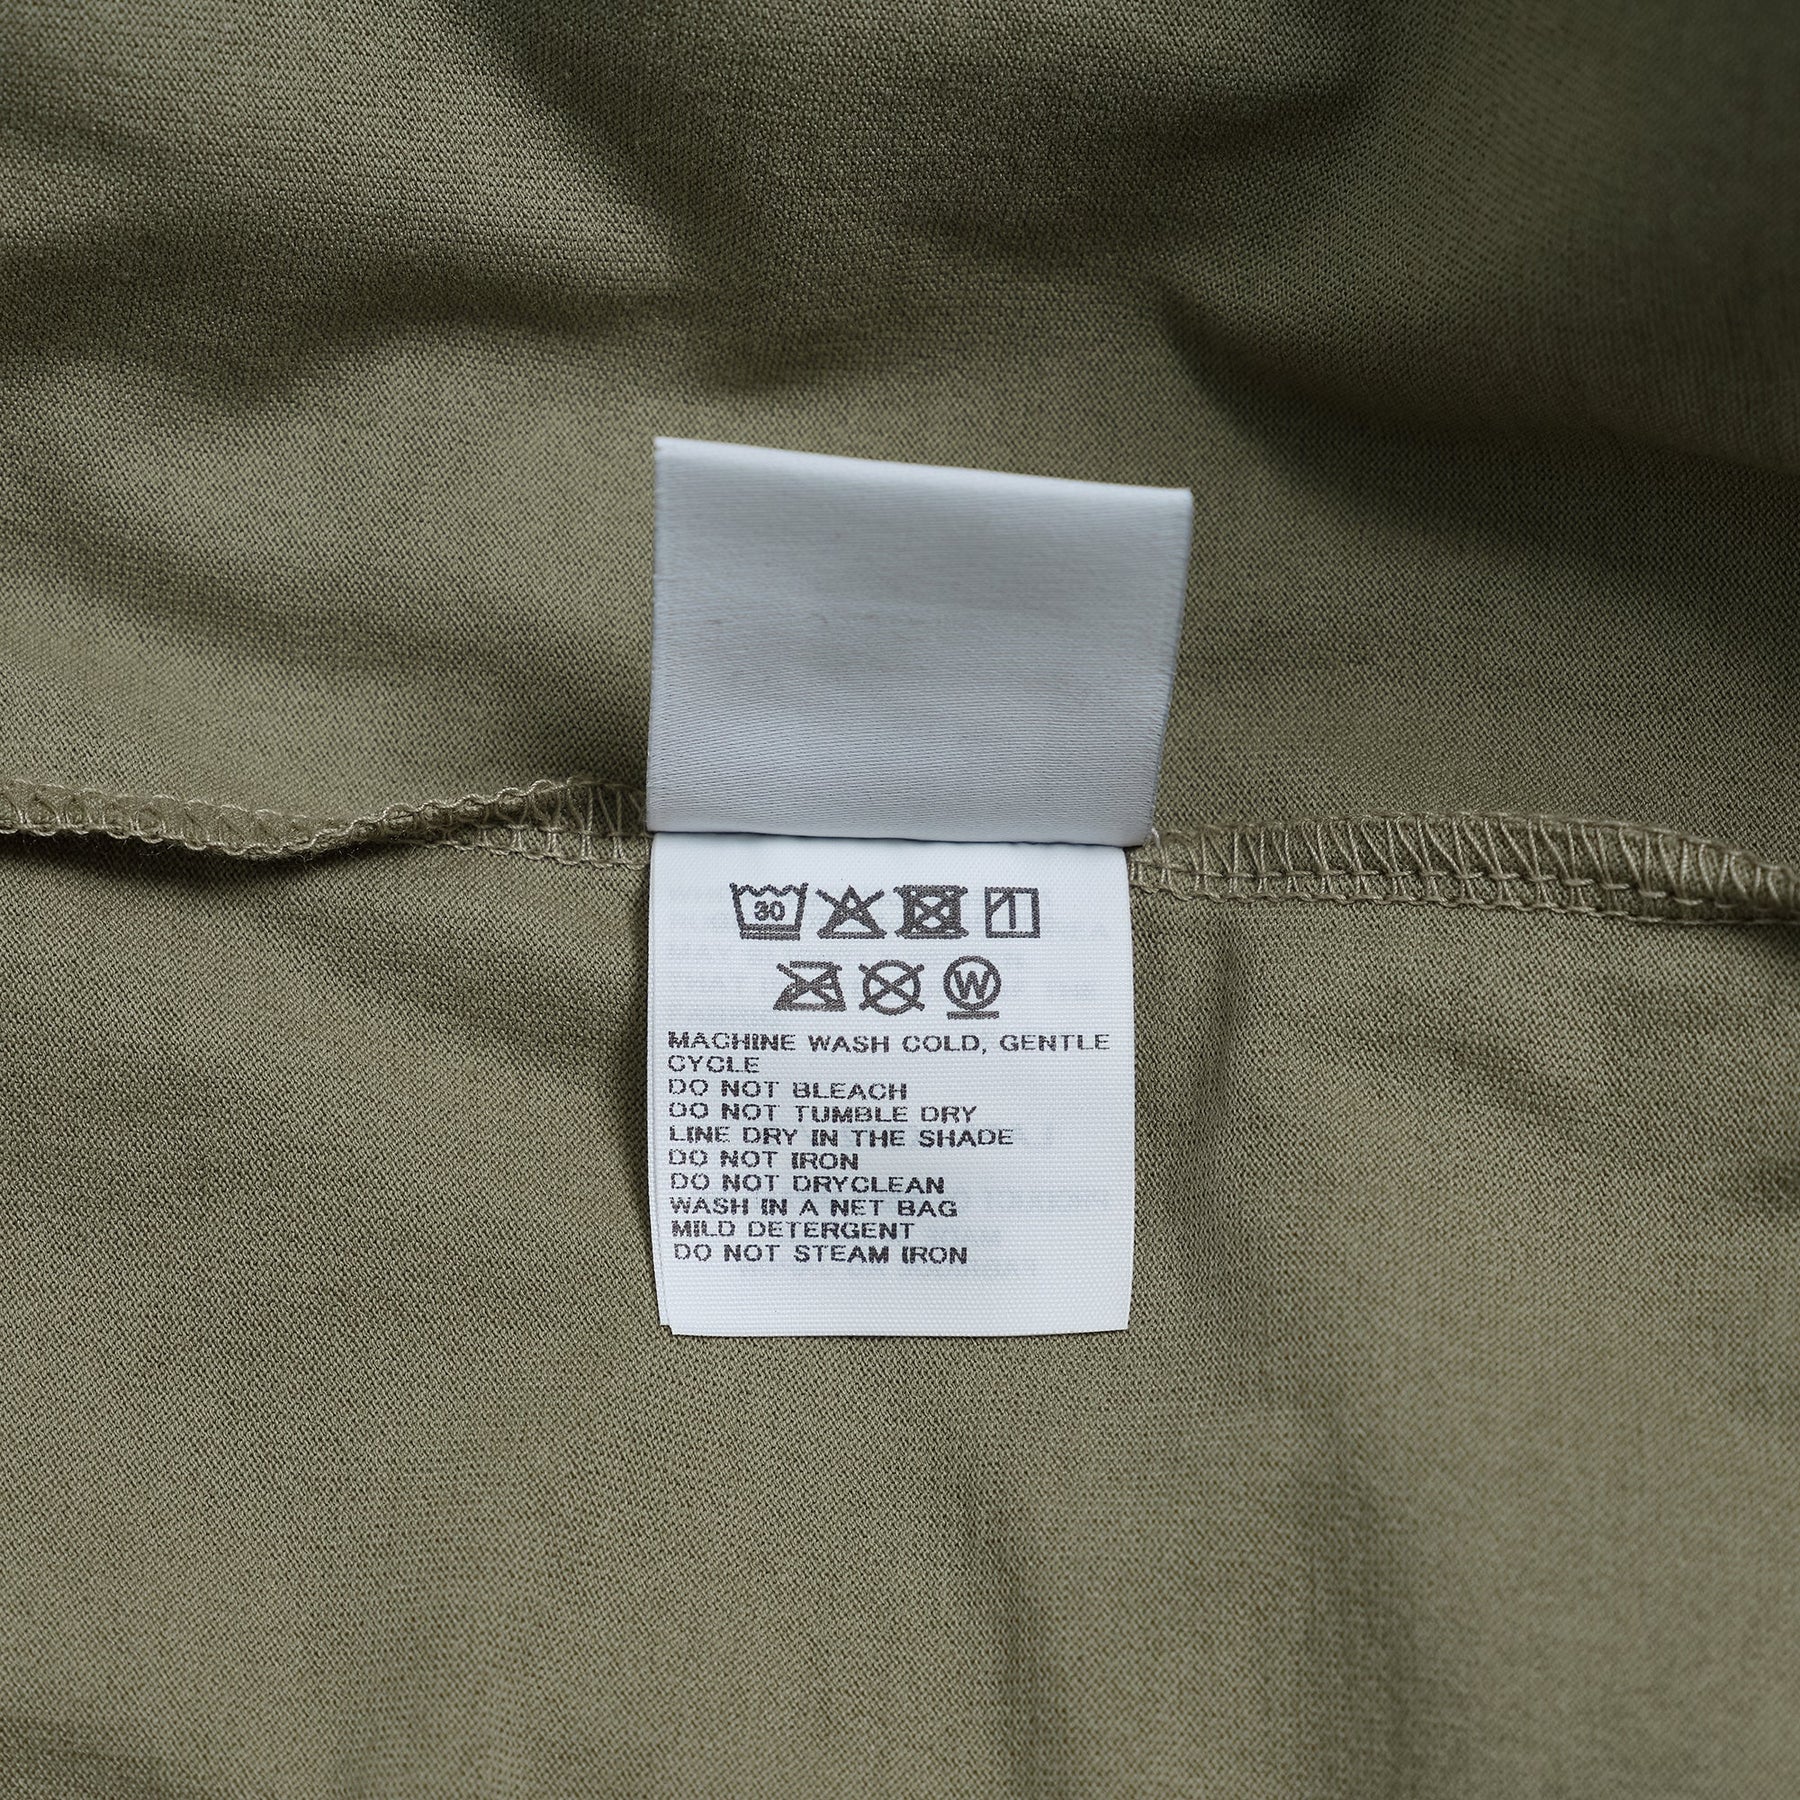 30
W
MACHINE WASH COLD, GENTLE
CYCLE
DO NOT BLEACH
DO NOT TUMBLE DRY
LINE DRY IN THE SHADE
DO NOT IRON
DO NOT DRYCLEAN
WASH IN A NET BAG
MILD DETERGENT
DO NOT STEAM IRON